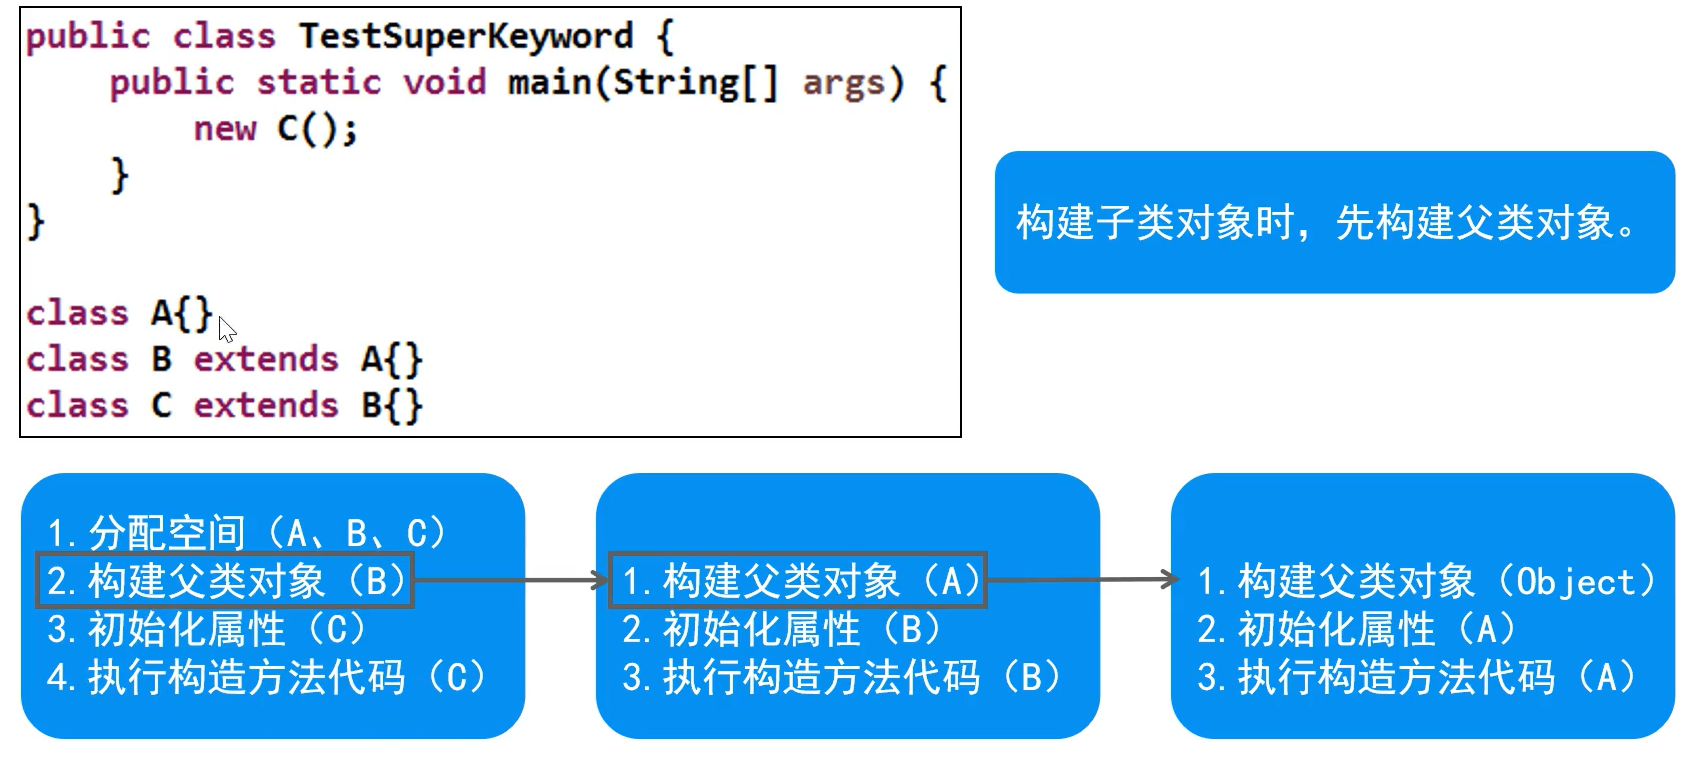 public class TestSuperKeyword {
public static void main(String[] args) {
new C();
}
}
class A{}
class B extends A{}
class C extends B{}
构建子类对象时，先构建父类对象。
1.分配空间（A、B、C）
2.构建父类对象（B）
3.初始化属性（C）
4.执行构造方法代码（C）
1.构建父类对象（A）
2.初始化属性（B）
3.执行构造方法代码（B）
1.构建父类对象（Object）
2.初始化属性（A）
3.执行构造方法代码（A）